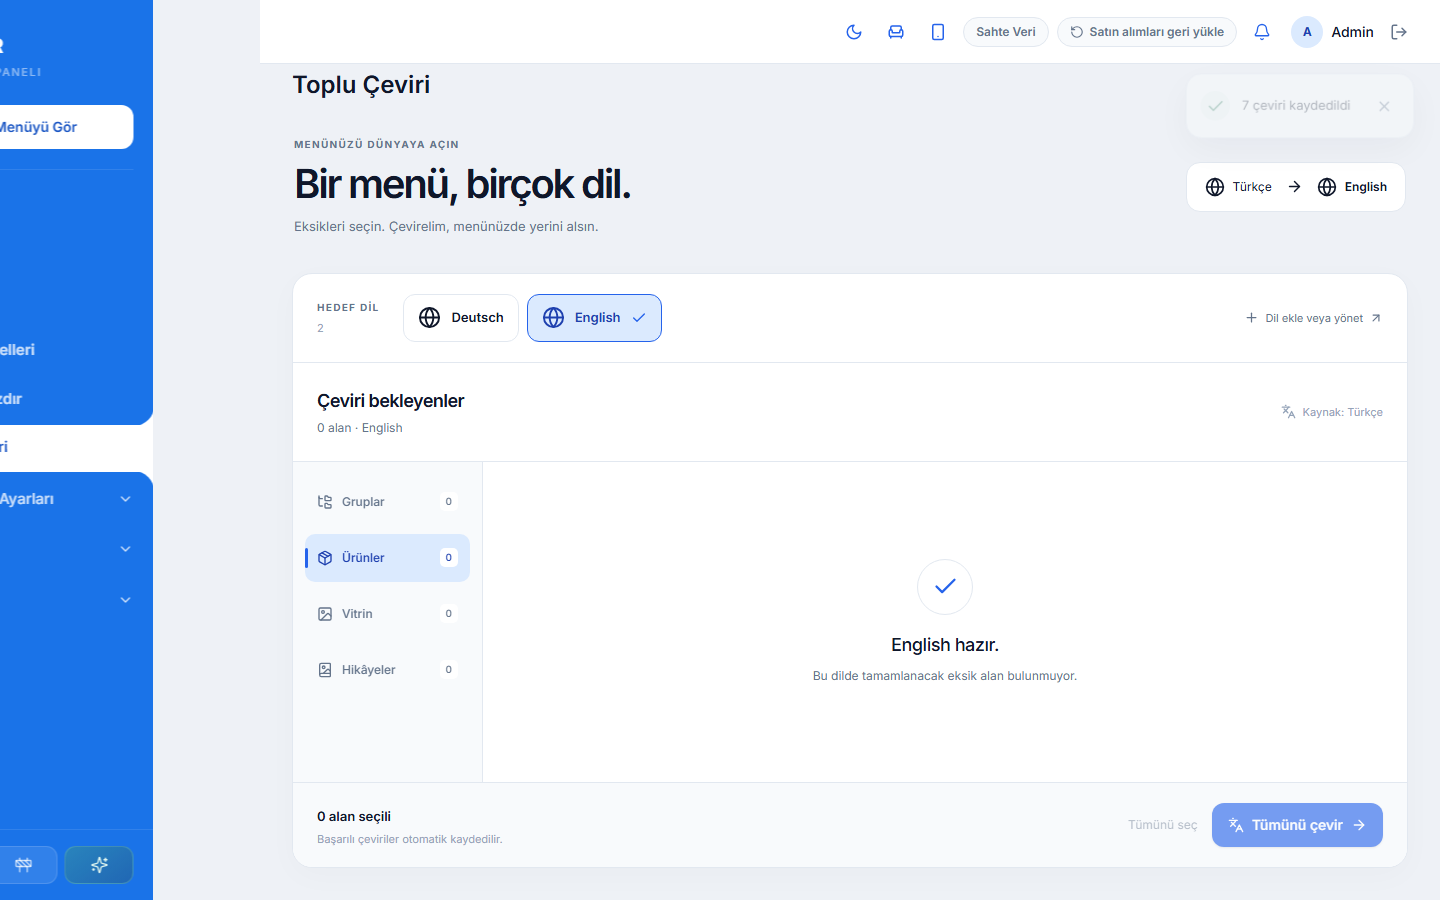 R
PANELI
Menüyü Gör
elleri
zdır
ri
Ayarları
Sahte Veri
Satın alımları geri yükle
A
Admin
Toplu Çeviri
7 çeviri kaydedildi
MENÜNÜZÜ DÜNYAYA AÇIN
Bir menü, birçok dil.
Eksikleri seçin. Çevirelim, menünüzde yerini alsın.
Türkçe
English
HEDEF DİL
2
Deutsch
English
Dil ekle veya yönet
Çeviri bekleyenler
0 alan · English
Kaynak: Türkçe
Gruplar 0
Ürünler 0
Vitrin 0
Hikâyeler 0
English hazır.
Bu dilde tamamlanacak eksik alan bulunmuyor.
0 alan seçili
Başarılı çeviriler otomatik kaydedilir.
Tümünü seç
Tümünü çevir